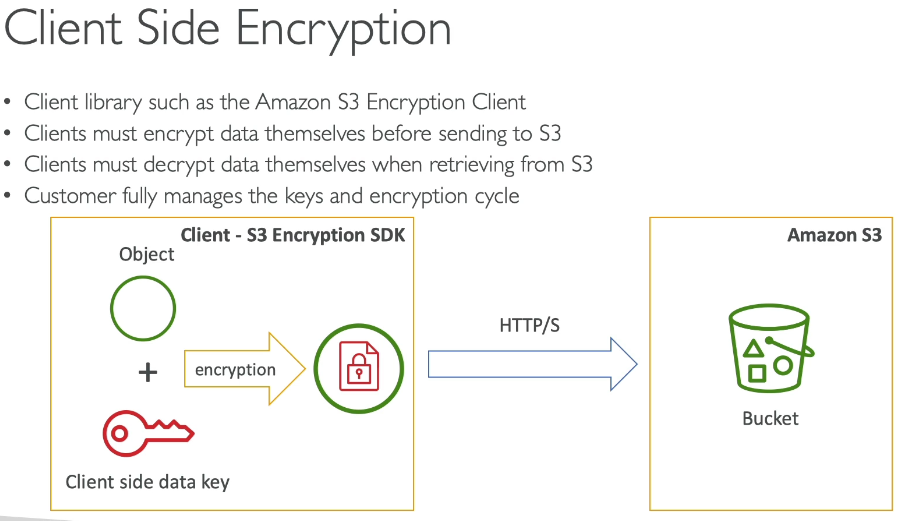 Client Side Encryption
• Client library such as the Amazon S3 Encryption Client
• Clients must encrypt data themselves before sending to S3
• Clients must decrypt data themselves when retrieving from S3
• Customer fully manages the keys and encryption cycle
Client - S3 Encryption SDK
Object
+
encryption
Client side data key
HTTP/S
Amazon S3
Bucket